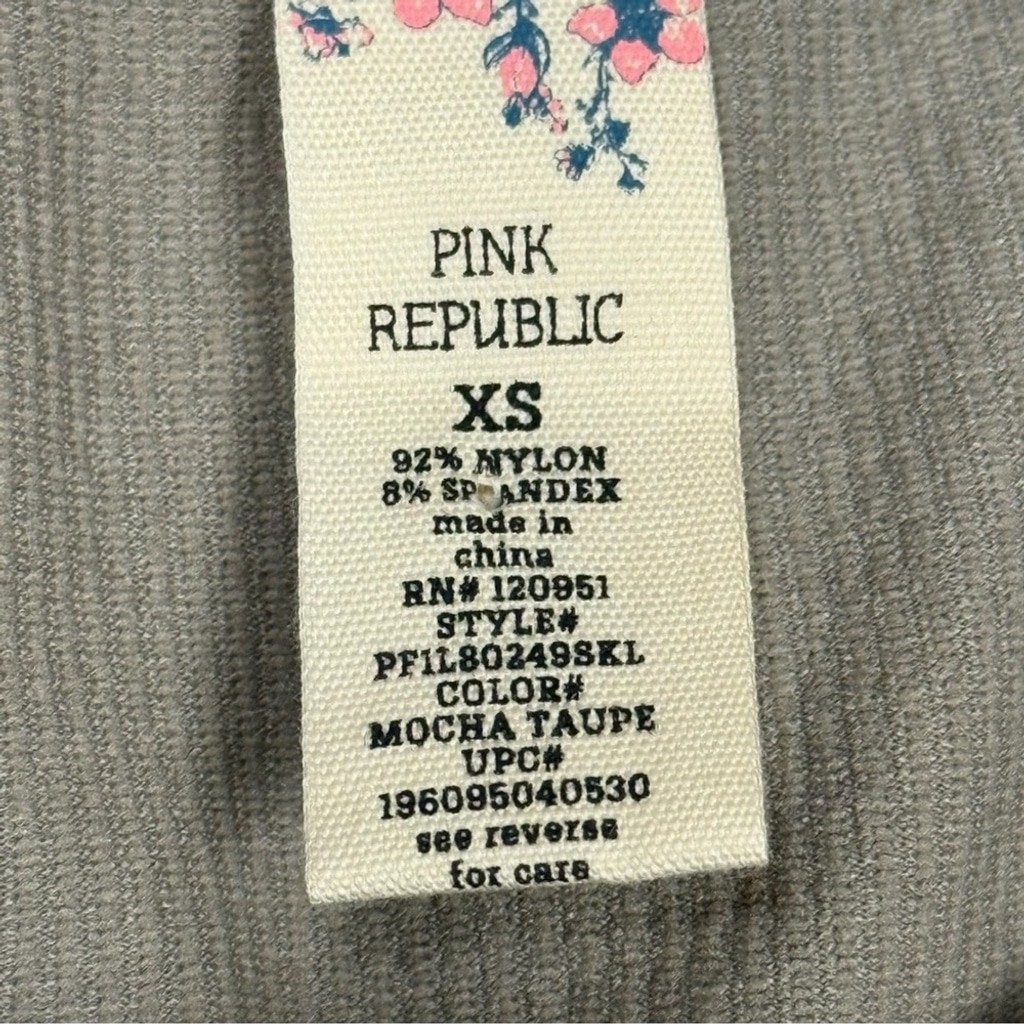 PINK
REPUBLIC
XS
92% NYLON
8% SPANDEX
made in
china
RN# 120951
STYLE#
PF1L80249SKL
COLOR#
MOCHA TAUPE
UPC#
196095040530
see reverse
for care